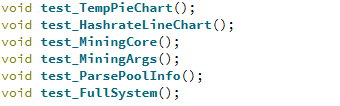 void test_TempPieChart();
void test_HashrateLineChart();
void test_MiningCore();
void test_MiningArgs();
void test_ParsePoolInfo();
void test_FullSystem();